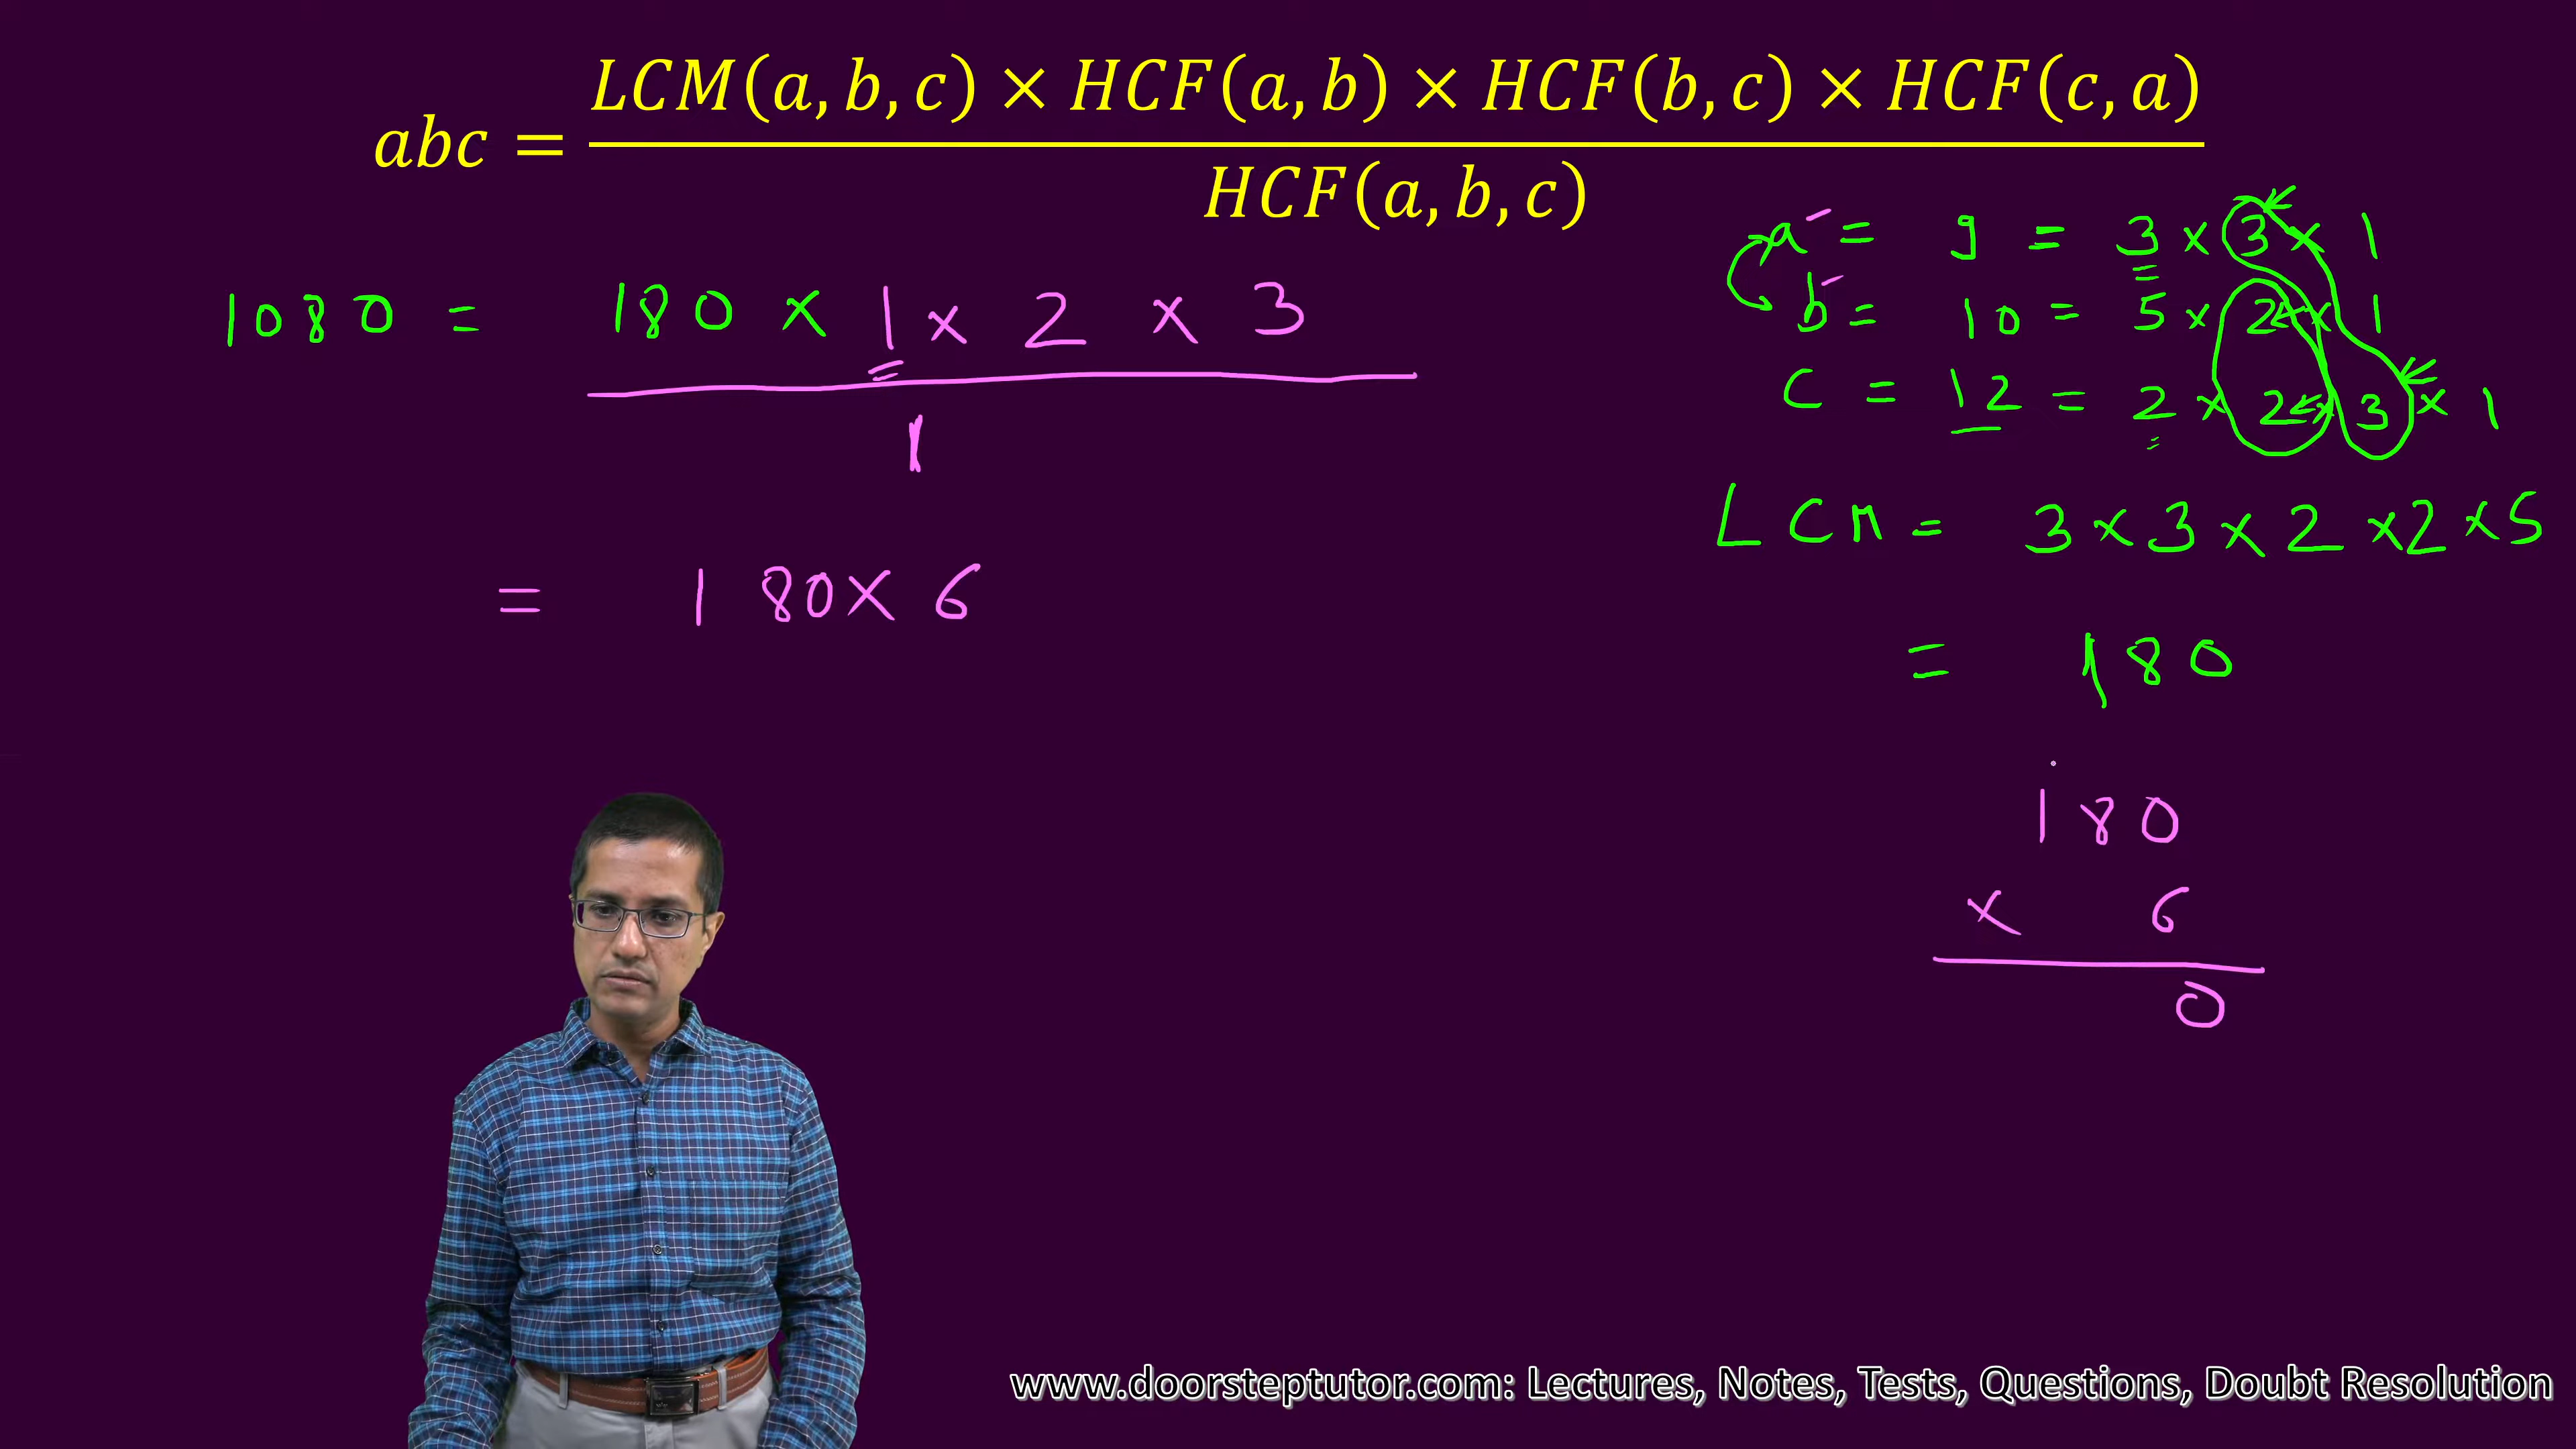 abc = LCM(a, b, c) × HCF(a, b) × HCF(b, c) × HCF(c, a)
HCF(a, b, c)
a = 9 = 3 × 3 × 1
b = 10 = 5 × 2 × 1
c = 12 = 2 × 2 × 3 × 1
1080 = 180 × 1 × 2 × 3
1
= 180 × 6
LCM = 3 × 3 × 2 × 2 × 5
= 180
180
× 6
0
www.doorsteptutor.com: Lectures, Notes, Tests, Questions, Doubt Resolution